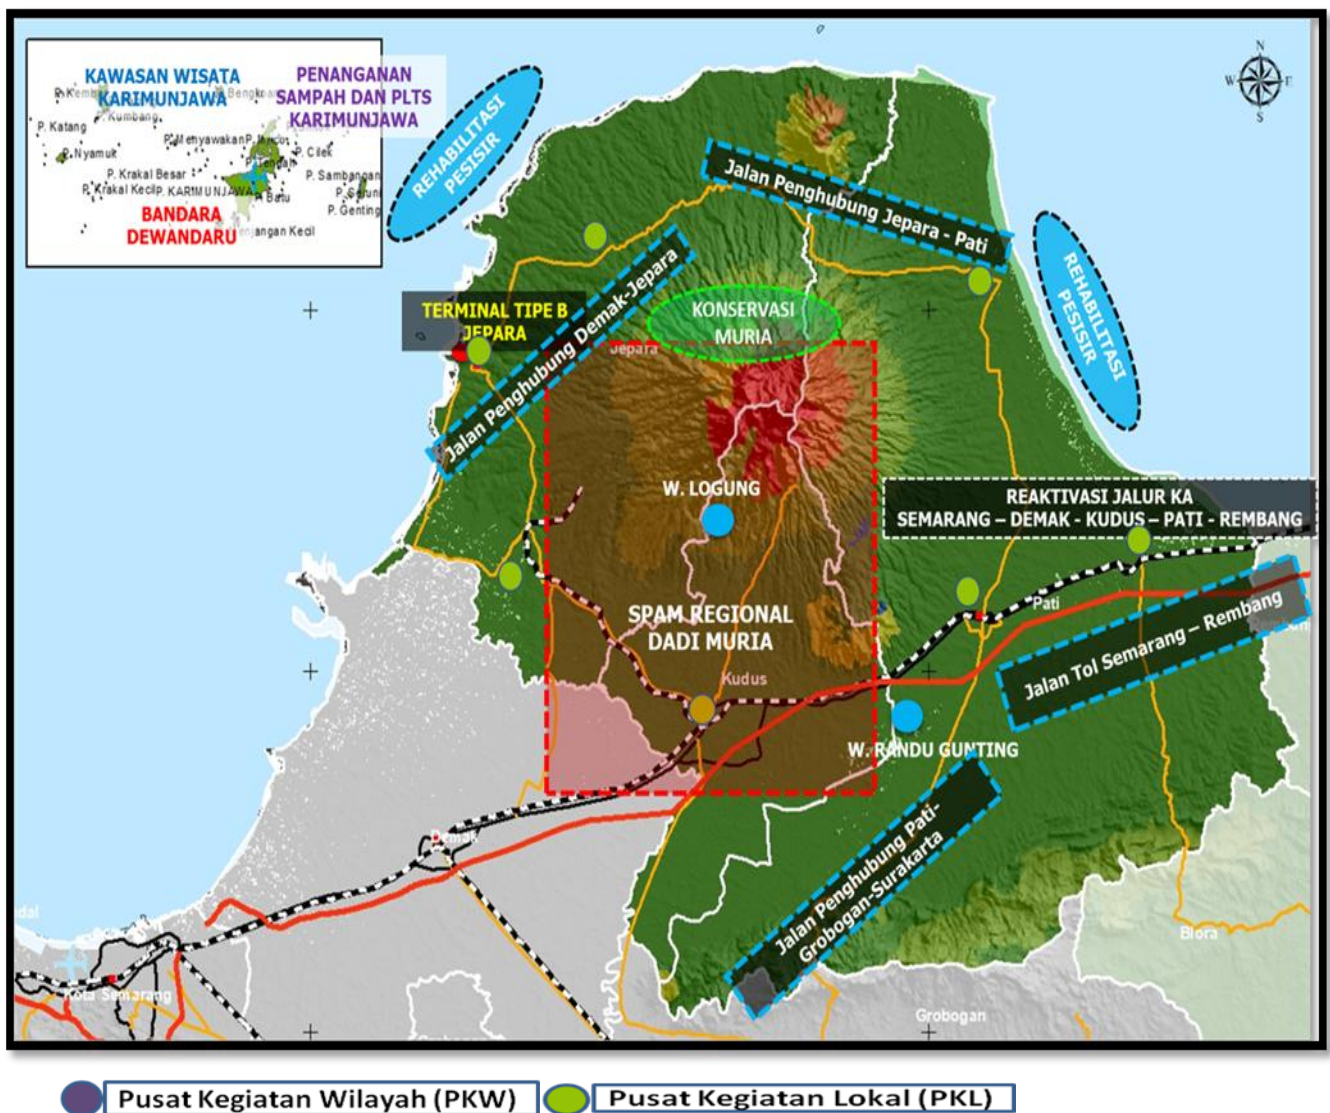 KAWASAN WISATA
KARIMUNJAWA
PENANGANAN
SAMPAH DAN PLTS
KARIMUNJAWA
P. Kumbang
P. Katang
P. Menyawakan
P. Cilek
P. Nyamuk
P. Krakal Besar
P. Sambangan
P. Krakal Kecil
P. KARIMUNJAWA
P. Batu
P. Seruni
P. Genting
BANDARA
DEWANDARU
REHABILITASI
PESISIR
N
W
E
S
Jalan Penghubung Jepara - Pati
REHABILITASI
PESISIR
TERMINAL TIPE B
JEPARA
Jalan Penghubung Demak-Jepara
KONSERVASI
MURIA
Jepara
W. LOGUNG
REAKTIVASI JALUR KA
SEMARANG – DEMAK - KUDUS – PATI - REMBANG
SPAM REGIONAL
DADI MURIA
Pati
Jalan Tol Semarang – Rembang
Kudus
W. RANDU GUNTING
Jalan Penghubung Pati-
Grobogan-Surakarta
Demak
Blora
Kota Semarang
Grobogan
Pusat Kegiatan Wilayah (PKW)
Pusat Kegiatan Lokal (PKL)